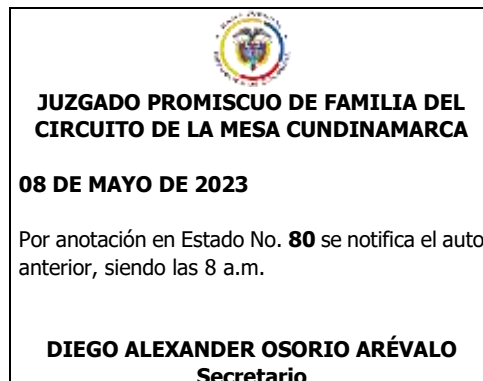 JUZGADO PROMISCUO DE FAMILIA DEL
CIRCUITO DE LA MESA CUNDINAMARCA
08 DE MAYO DE 2023
Por anotación en Estado No. 80 se notifica el auto
anterior, siendo las 8 a.m.
DIEGO ALEXANDER OSORIO ARÉVALO
Secretario